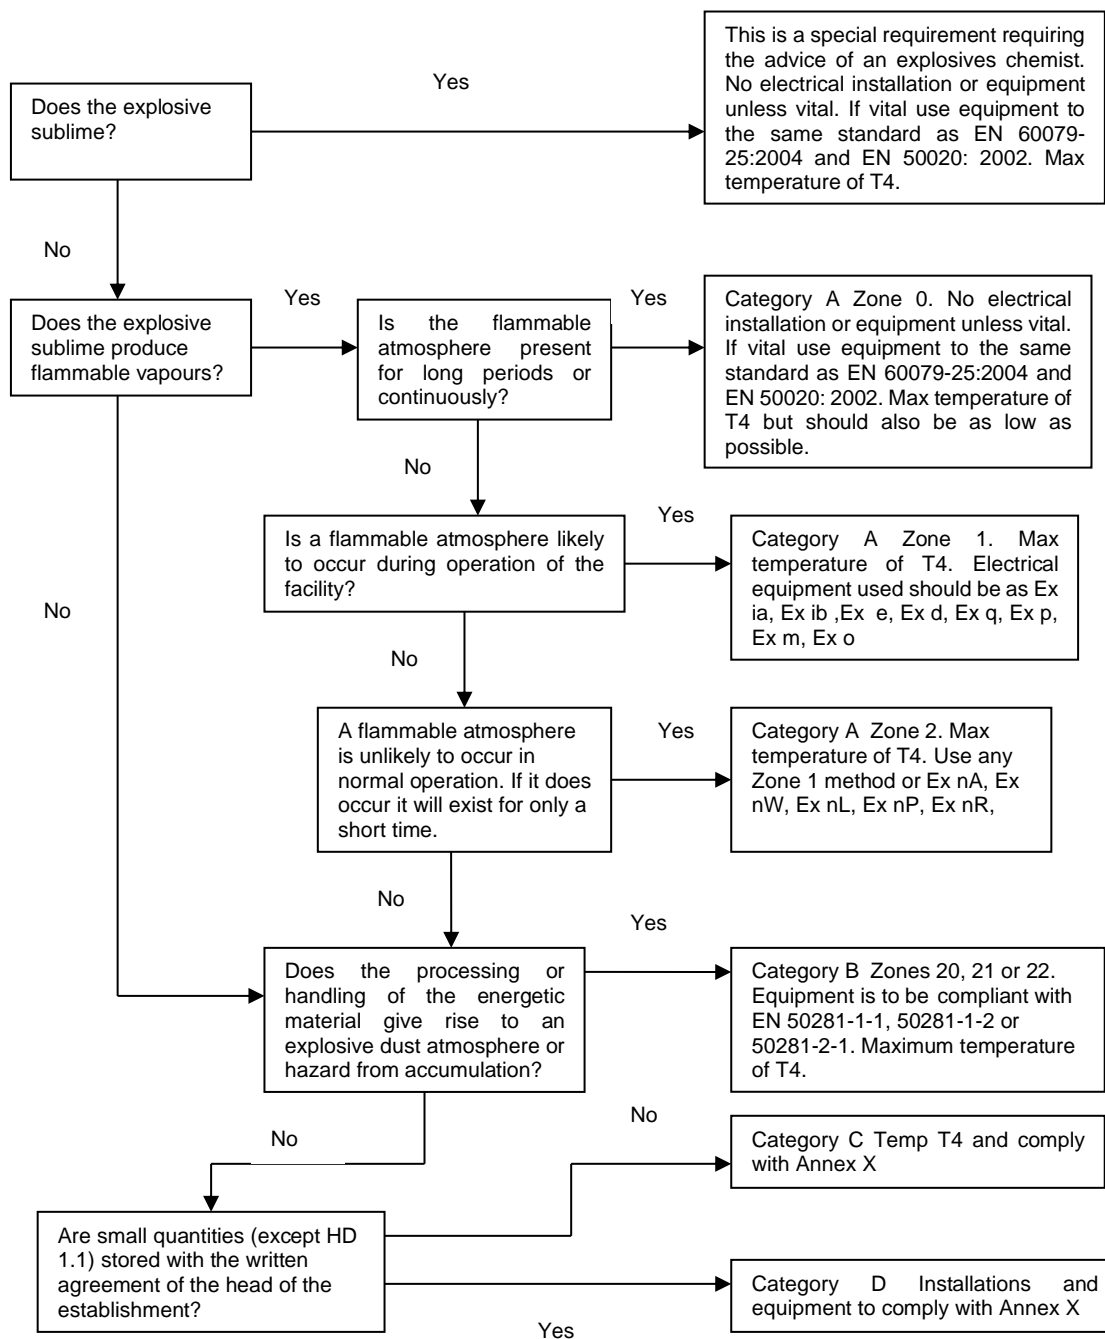 This is a special requirement requiring
the advice of an explosives chemist.
No electrical installation or equipment
unless vital. If vital use equipment to
the same standard as EN 60079-
25:2004 and EN 50020: 2002. Max
temperature of T4.
Yes
Does the explosive
sublime?
No
Does the explosive
sublime produce
flammable vapours?
Yes
Is the flammable
atmosphere present
for long periods or
continuously?
Yes
Category A Zone 0. No electrical
installation or equipment unless vital.
If vital use equipment to the same
standard as EN 60079-25:2004 and
EN 50020: 2002. Max temperature of
T4 but should also be as low as
possible.
No
Is a flammable atmosphere likely
to occur during operation of the
facility?
Yes
Category A Zone 1. Max
temperature of T4. Electrical
equipment used should be as Ex
ia, Ex ib ,Ex e, Ex d, Ex q, Ex p,
Ex m, Ex o
No
No
A flammable atmosphere
is unlikely to occur in
normal operation. If it does
occur it will exist for only a
short time.
Yes
Category A Zone 2. Max
temperature of T4. Use any
Zone 1 method or Ex nA, Ex
nW, Ex nL, Ex nP, Ex nR,
No
Does the processing or
handling of the energetic
material give rise to an
explosive dust atmosphere or
hazard from accumulation?
Yes
Category B Zones 20, 21 or 22.
Equipment is to be compliant with
EN 50281-1-1, 50281-1-2 or
50281-2-1. Maximum temperature
of T4.
No
No
Category C Temp T4 and comply
with Annex X
Are small quantities (except HD
1.1) stored with the written
agreement of the head of the
establishment?
Category D Installations and
equipment to comply with Annex X
Yes